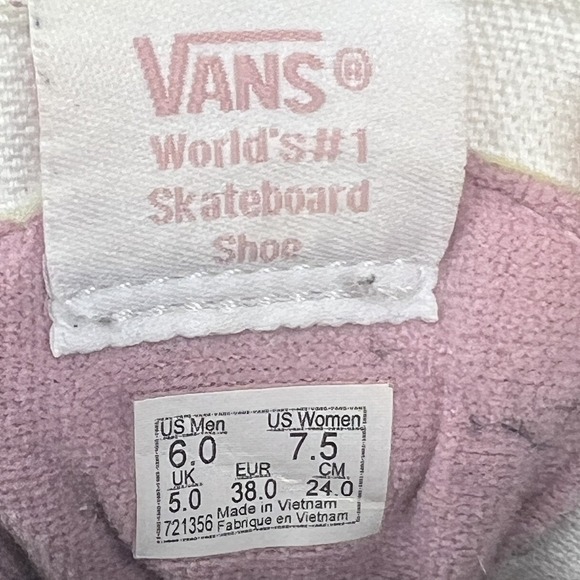 VANS®
World's #1
Skateboard
Shoe
US Men US Women
6.0 7.5
UK EUR CM
5.0 38.0 24.0
Made in Vietnam
721356 Fabrique en Vietnam